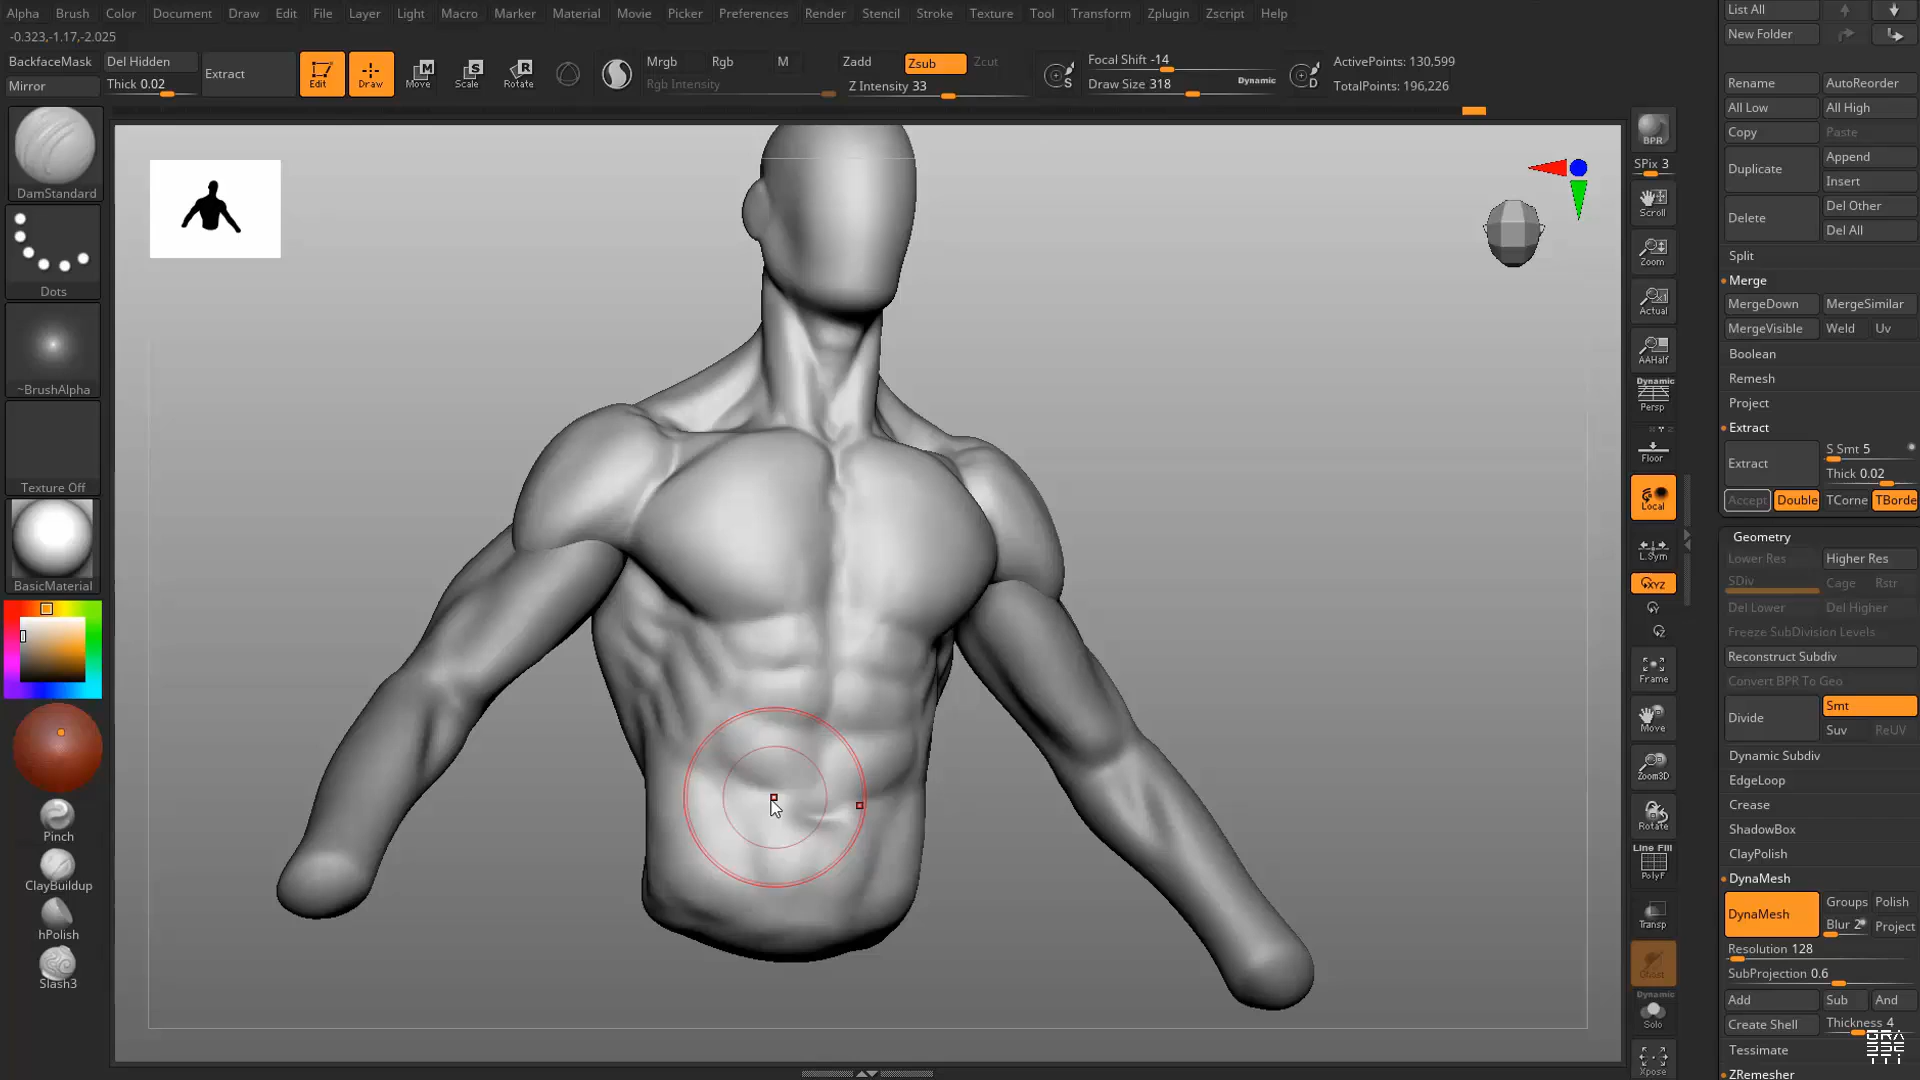 Alpha Brush Color Document Draw Edit File Layer Light Macro Marker Material Movie Picker Preferences Render Stencil Stroke Texture Tool Transform Zplugin Zscript Help
-0.323,-1.17,-2.025
BackfaceMask Del Hidden
Mirror Thick 0.02
Extract
Edit Draw Move Scale Rotate
M S R
Mrgb Rgb M
Rgb Intensity
Zadd Zsub Zcut
Z Intensity 33
S
Focal Shift -14
Draw Size 318 Dynamic
D
ActivePoints: 130,599
TotalPoints: 196,226
DamStandard
Dots
~BrushAlpha
Texture Off
BasicMaterial
Pinch
ClayBuildup
hPolish
Slash3
BPR
SPix 3
Scroll
Zoom
Actual
AAHalf
Dynamic
Persp
Floor
Local
L.Sym
XYZ
Frame
Move
Zoom3D
Rotate
Line Fill
PolyF
Transp
Ghost
Dynamic
Solo
Xpose
List All
New Folder
Rename AutoReorder
All Low All High
Copy Paste
Duplicate Append
Insert
Delete Del Other
Del All
Split
Merge
MergeDown MergeSimilar
MergeVisible Weld Uv
Boolean
Remesh
Project
Extract
Extract S Smt 5
Thick 0.02
Accept Double TCorne TBorde
Geometry
Lower Res Higher Res
SDiv Cage Rstr
Del Lower Del Higher
Freeze SubDivision Levels
Reconstruct Subdiv
Convert BPR To Geo
Divide Smt
Suv ReUV
Dynamic Subdiv
EdgeLoop
Crease
ShadowBox
ClayPolish
DynaMesh
DynaMesh Groups Polish
Blur 2 Project
Resolution 128
SubProjection 0.6
Add Sub And
Create Shell Thickness 4
Tessimate
ZRemesher
GRA
SSE
TTI